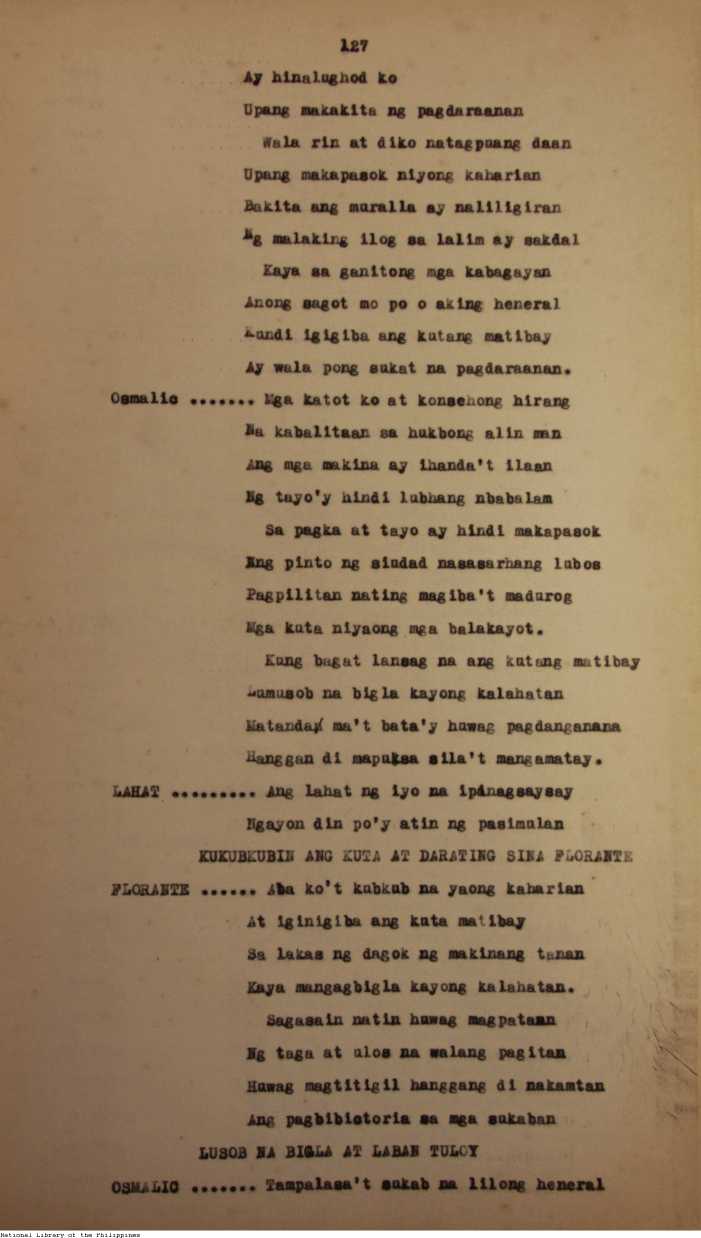 127
Ay hinalughod ko
Upang makakita ng pagdaraanan
Wala rin at diko natagpuang daan
Upang makapasok niyong kaharian
Bakita ang muralla ay naliligiran
Ng malaking ilog sa lalim ay sakdal
Kaya sa ganitong mga kabagayan
Anong sagot mo po o aking heneral
Kundi igigiba ang kutang matibay
Ay wala pong sukat na pagdaraanan.
Osmalic ....... Mga katot ko at konsehong hirang
Na kabalitaan sa hukbong alin man
Ang mga makina ay ihanda't ilaan
Ng tayo'y hindi lubhang nbabalam
Sa pagka at tayo ay hindi makapasok
Ang pinto ng siudad nasasarhang lubos
Pagpilitan nating magiba't madurog
Mga kuta niyaong mga balakayot.
Kung bagat lansag na ang kutang matibay
Lumusob na bigla kayong kalahatan
Matanda ma't bata'y huwag pagdanganana
Hanggan di mapuksa sila't mangamatay.
LAHAT ......... Ang lahat ng iyo na ipinagsaysay
Ngayon din po'y atin ng pasimulan
KUKUBKUBIN ANG KUTA AT DARATING SINA FLORANTE
FLORANTE ...... Aba ko't kubkub na yaong kaharian
At iginigiba ang kuta matibay
Sa lakas ng dagok ng makinang tanan
Kaya mangagbigla kayong kalahatan.
Sagasain natin huwag magpataan
Ng taga at ulos na walang pagitan
Huwag magtitigil hanggang di nakamtan
Ang pagbibictoria sa mga sukaban
LUSOB NA BIGLA AT LABAN TULOY
OSMALIC ....... Tampalasa't sukab na lilong heneral
National Library of the Philippines